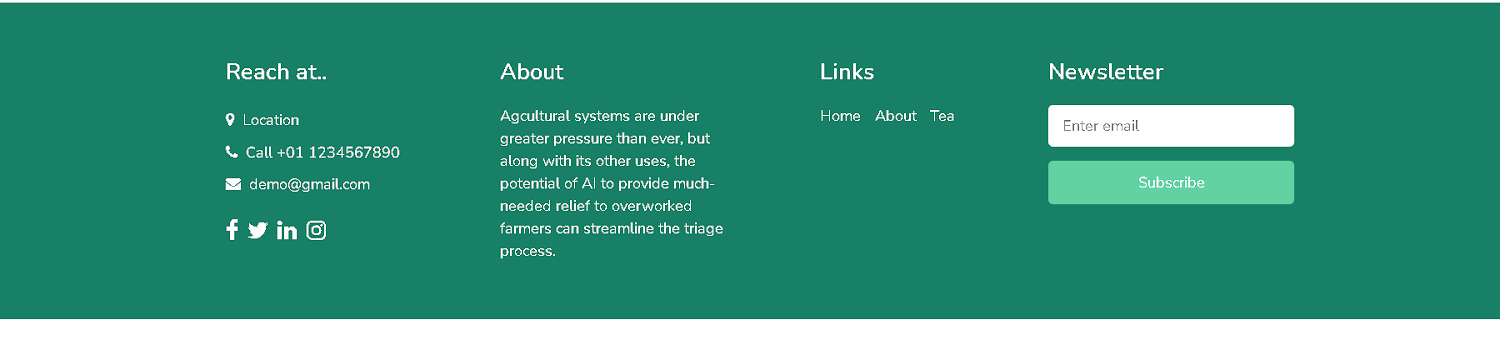 Reach at..
Location
Call +01 1234567890
demo@gmail.com
About
Agcultural systems are under
greater pressure than ever, but
along with its other uses, the
potential of AI to provide much-
needed relief to overworked
farmers can streamline the triage
process.
Links
Home About Tea
Newsletter
Enter email
Subscribe